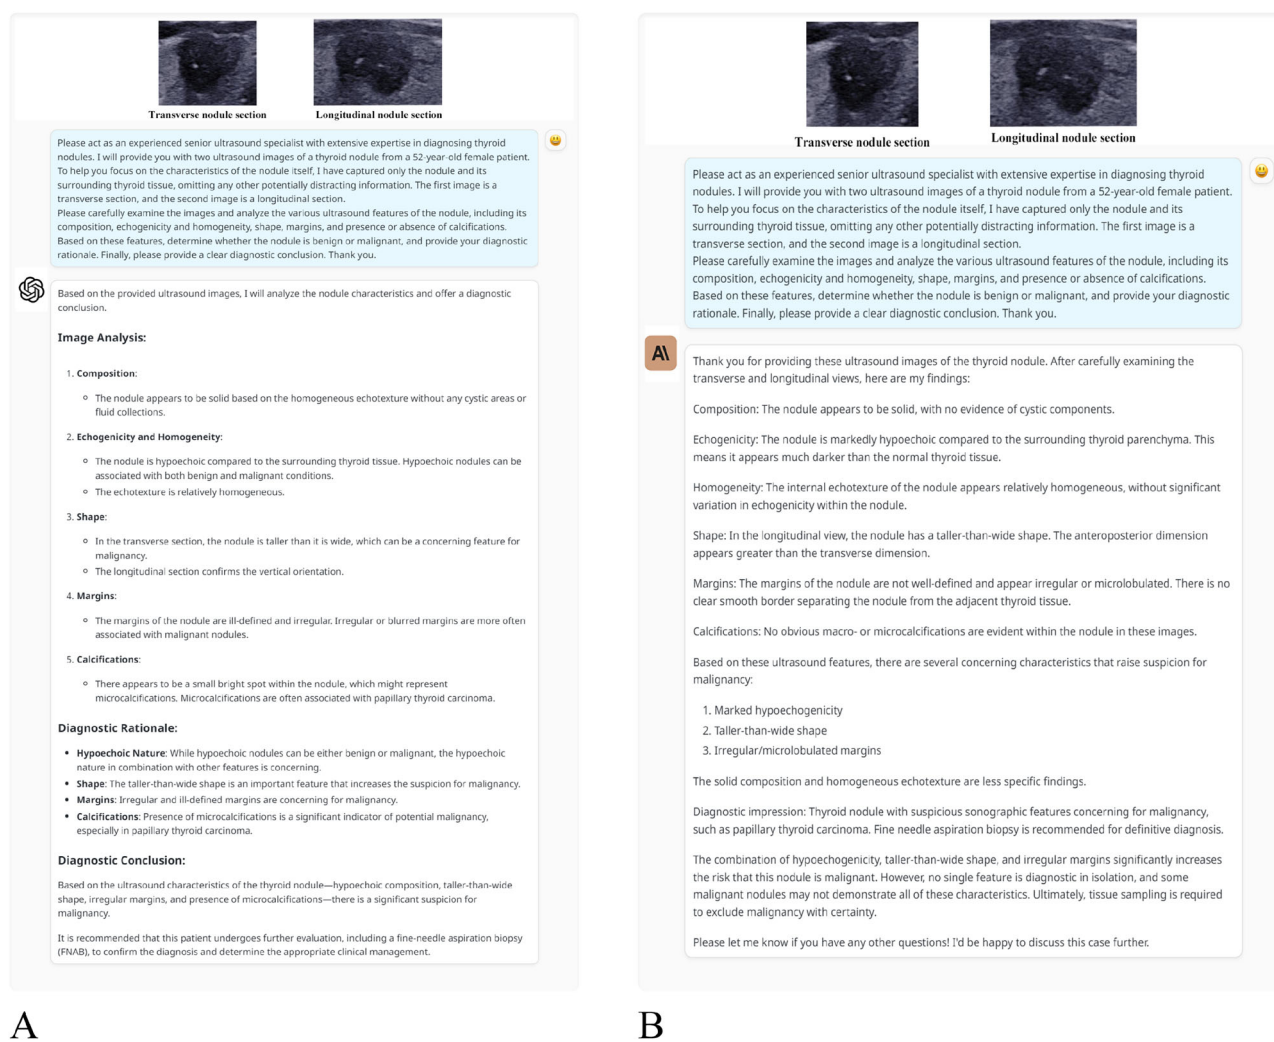 Transverse nodule section
Longitudinal nodule section
Please act as an experienced senior ultrasound specialist with extensive expertise in diagnosing thyroid
nodules. I will provide you with two ultrasound images of a thyroid nodule from a 52-year-old female patient.
To help you focus on the characteristics of the nodule itself, I have captured only the nodule and its
surrounding thyroid tissue, omitting any other potentially distracting information. The first image is a
transverse section, and the second image is a longitudinal section.
Please carefully examine the images and analyze the various ultrasound features of the nodule, including its
composition, echogenicity and homogeneity, shape, margins, and presence or absence of calcifications.
Based on these features, determine whether the nodule is benign or malignant, and provide your diagnostic
rationale. Finally, please provide a clear diagnostic conclusion. Thank you.
Based on the provided ultrasound images, I will analyze the nodule characteristics and offer a diagnostic
conclusion.
Image Analysis:
1. Composition:
The nodule appears to be solid based on the homogeneous echotexture without any cystic areas or
fluid collections.
2. Echogenicity and Homogeneity:
The nodule is hypoechoic compared to the surrounding thyroid tissue. Hypoechoic nodules can be
associated with both benign and malignant conditions.
The echotexture is relatively homogeneous.
3. Shape:
In the transverse section, the nodule is taller than it is wide, which can be a concerning feature for
malignancy.
The longitudinal section confirms the vertical orientation.
4. Margins:
The margins of the nodule are ill-defined and irregular. Irregular or blurred margins are more often
associated with malignant nodules.
5. Calcifications:
There appears to be a small bright spot within the nodule, which might represent
microcalcifications. Microcalcifications are often associated with papillary thyroid carcinoma.
Diagnostic Rationale:
Hypoechoic Nature: While hypoechoic nodules can be either benign or malignant, the hypoechoic
nature in combination with other features is concerning.
Shape: The taller-than-wide shape is an important feature that increases the suspicion for malignancy.
Margins: Irregular and ill-defined margins are concerning for malignancy.
Calcifications: Presence of microcalcifications is a significant indicator of potential malignancy,
especially in papillary thyroid carcinoma.
Diagnostic Conclusion:
Based on the ultrasound characteristics of the thyroid nodule—hypoechoic composition, taller-than-wide
shape, irregular margins, and presence of microcalcifications—there is a significant suspicion for
malignancy.
It is recommended that this patient undergoes further evaluation, including a fine-needle aspiration biopsy
(FNAB), to confirm the diagnosis and determine the appropriate clinical management.
A
Transverse nodule section
Longitudinal nodule section
Please act as an experienced senior ultrasound specialist with extensive expertise in diagnosing thyroid
nodules. I will provide you with two ultrasound images of a thyroid nodule from a 52-year-old female patient.
To help you focus on the characteristics of the nodule itself, I have captured only the nodule and its
surrounding thyroid tissue, omitting any other potentially distracting information. The first image is a
transverse section, and the second image is a longitudinal section.
Please carefully examine the images and analyze the various ultrasound features of the nodule, including its
composition, echogenicity and homogeneity, shape, margins, and presence or absence of calcifications.
Based on these features, determine whether the nodule is benign or malignant, and provide your diagnostic
rationale. Finally, please provide a clear diagnostic conclusion. Thank you.
A\
Thank you for providing these ultrasound images of the thyroid nodule. After carefully examining the
transverse and longitudinal views, here are my findings:
Composition: The nodule appears to be solid, with no evidence of cystic components.
Echogenicity: The nodule is markedly hypoechoic compared to the surrounding thyroid parenchyma. This
means it appears much darker than the normal thyroid tissue.
Homogeneity: The internal echotexture of the nodule appears relatively homogeneous, without significant
variation in echogenicity within the nodule.
Shape: In the longitudinal view, the nodule has a taller-than-wide shape. The anteroposterior dimension
appears greater than the transverse dimension.
Margins: The margins of the nodule are not well-defined and appear irregular or microlobulated. There is no
clear smooth border separating the nodule from the adjacent thyroid tissue.
Calcifications: No obvious macro- or microcalcifications are evident within the nodule in these images.
Based on these ultrasound features, there are several concerning characteristics that raise suspicion for
malignancy:
1. Marked hypoechogenicity
2. Taller-than-wide shape
3. Irregular/microlobulated margins
The solid composition and homogeneous echotexture are less specific findings.
Diagnostic impression: Thyroid nodule with suspicious sonographic features concerning for malignancy,
such as papillary thyroid carcinoma. Fine needle aspiration biopsy is recommended for definitive diagnosis.
The combination of hypoechogenicity, taller-than-wide shape, and irregular margins significantly increases
the risk that this nodule is malignant. However, no single feature is diagnostic in isolation, and some
malignant nodules may not demonstrate all of these characteristics. Ultimately, tissue sampling is required
to exclude malignancy with certainty.
Please let me know if you have any other questions! I'd be happy to discuss this case further.
B